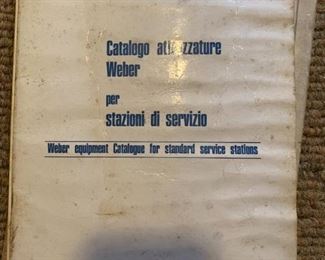 Catalogo attrezzature
Weber
per
stazioni di servizio
Weber equipment Catalogue for standard service stations